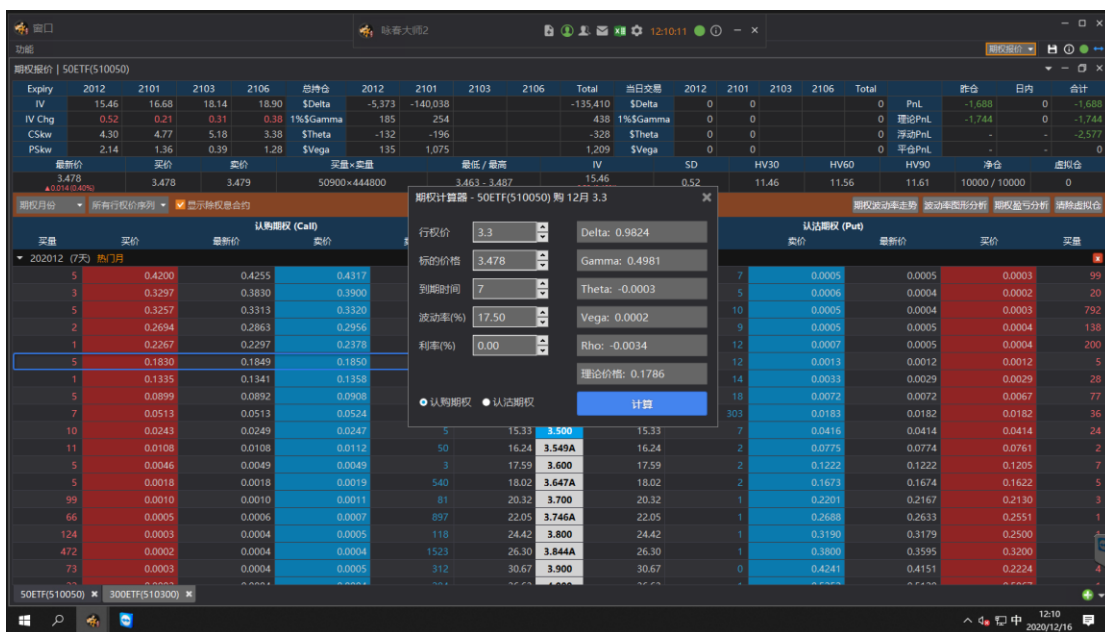 窗口 咏春大师2 12:10:11
功能 期权报价
期权报价 | 50ETF(510050)
Expiry 2012 2101 2103 2106 总持仓 2012 2101 2103 2106 Total 当日交易 2012 2101 2103 2106 Total 昨仓 日内 合计
IV 15.46 16.68 18.14 18.90 $Delta -5,373 -140,038 -135,410 $Delta 0 0 0 PnL -1,688 0 -1,688
IV Chg 0.52 0.21 0.31 0.38 1%$Gamma 185 254 438 1%$Gamma 0 0 0 理论PnL -1,744 0 -1,744
CSkw 4.30 4.77 5.18 3.38 $Theta -132 -196 -328 $Theta 0 0 0 浮动PnL - - -2,577
PSkw 2.14 1.36 0.39 1.28 $Vega 135 1,075 1,209 $Vega 0 0 0 平仓PnL - - 0
最新价 买价 卖价 买量×卖量 最低 / 最高 IV SD HV30 HV60 HV90 净仓 虚拟仓
3.478 3.478 3.479 50900×444800 3.463 - 3.487 15.46 0.52 11.46 11.56 11.61 10000 / 10000 0
▲0.014 (0.40%)
期权月份 所有行权价序列 显示除权息合约 期权波动率走势 波动率图形分析 期权盈亏分析 清除虚拟仓
期权计算器 - 50ETF(510050) 购 12月 3.3
行权价 3.3 Delta: 0.9824
标的价格 3.478 Gamma: 0.4981
到期时间 7 Theta: -0.0003
波动率(%) 17.50 Vega: 0.0002
利率(%) 0.00 Rho: -0.0034
理论价格: 0.1786
认购期权 认沽期权 计算
认购期权 (Call) 认沽期权 (Put)
买量 买价 最新价 卖价 卖价 最新价 买价 买量
202012 (7天) 热门月
5 0.4200 0.4255 0.4317 7 0.0005 0.0005 0.0003 99
3 0.3297 0.3830 0.3900 5 0.0006 0.0004 0.0002 20
5 0.3257 0.3313 0.3320 10 0.0005 0.0004 0.0003 792
2 0.2694 0.2863 0.2956 9 0.0005 0.0005 0.0004 138
1 0.2267 0.2297 0.2378 12 0.0007 0.0005 0.0004 200
5 0.1830 0.1849 0.1850 12 0.0013 0.0012 0.0012 5
1 0.1335 0.1341 0.1358 14 0.0033 0.0029 0.0029 28
5 0.0899 0.0892 0.0908 18 0.0072 0.0072 0.0067 77
7 0.0513 0.0513 0.0524 303 0.0183 0.0182 0.0182 36
10 0.0243 0.0249 0.0247 5 15.33 3.500 15.33 7 0.0416 0.0414 0.0414 24
11 0.0108 0.0108 0.0112 50 16.24 3.549A 16.24 2 0.0775 0.0774 0.0761 2
5 0.0046 0.0049 0.0049 3 17.59 3.600 17.59 2 0.1222 0.1222 0.1205 7
5 0.0018 0.0018 0.0019 540 18.02 3.647A 18.02 2 0.1673 0.1674 0.1622 5
99 0.0010 0.0010 0.0011 81 20.32 3.700 20.32 1 0.2201 0.2167 0.2130 3
66 0.0005 0.0006 0.0007 897 22.05 3.746A 22.05 1 0.2688 0.2633 0.2551 1
124 0.0003 0.0004 0.0005 118 24.42 3.800 24.42 1 0.3190 0.3179 0.2500
472 0.0002 0.0004 0.0004 1523 26.30 3.844A 26.30 1 0.3800 0.3595 0.3200
73 0.0003 0.0004 0.0005 312 30.67 3.900 30.67 0 0.4241 0.4151 0.2224 4
50ETF(510050) 300ETF(510300)
中 12:10
2020/12/16